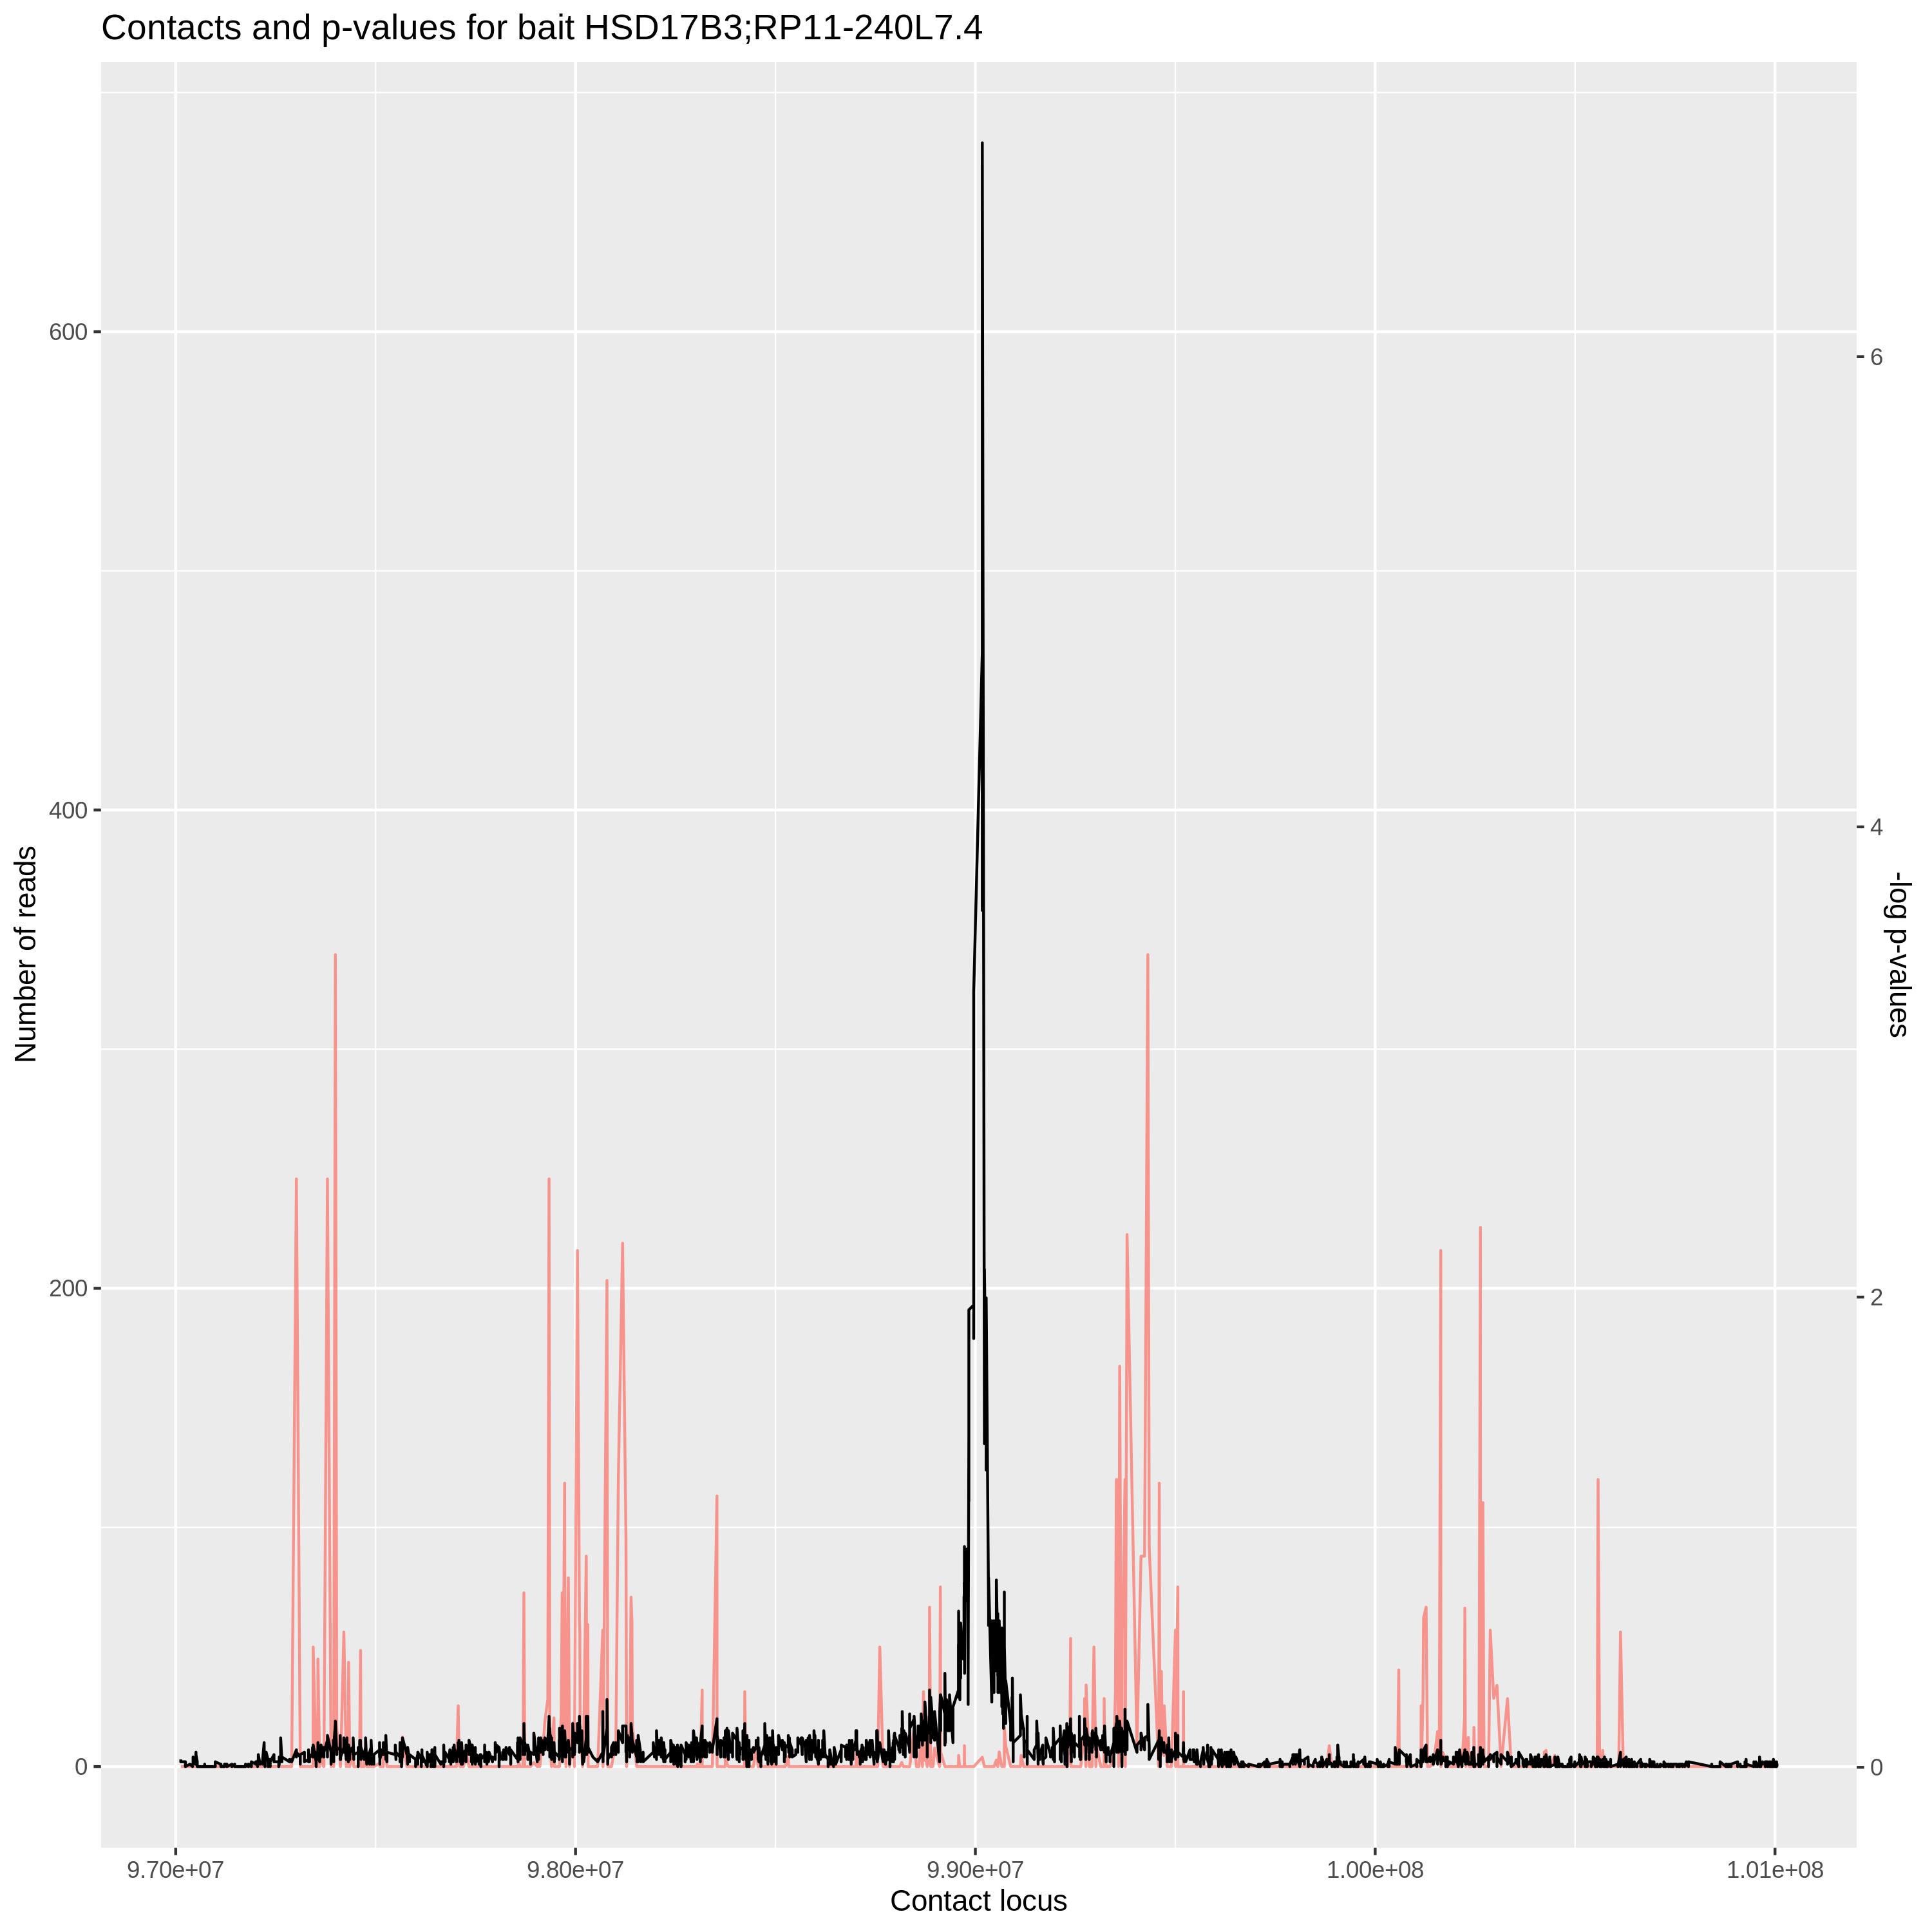 Contacts and p-values for bait HSD17B3;RP11-240L7.4
600
400
200
0
Number of reads
6
4
2
0
-log p-values
9.70e+07
9.80e+07
9.90e+07
1.00e+08
1.01e+08
Contact locus